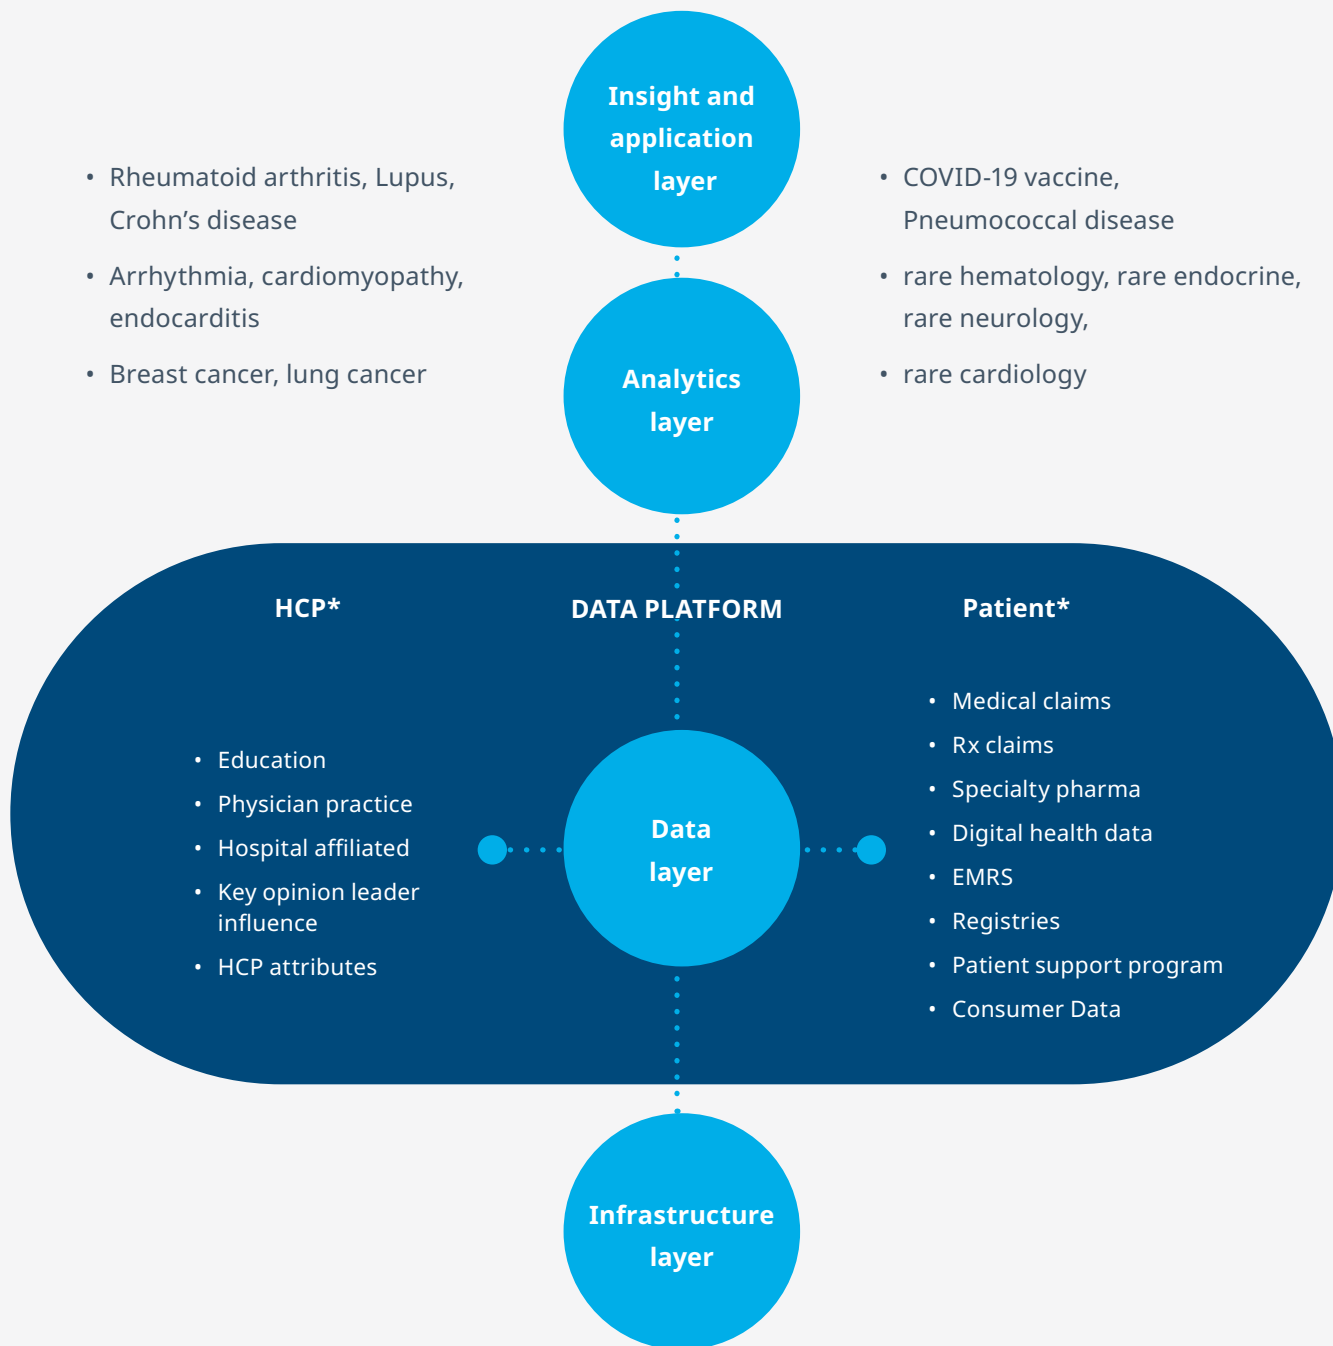 Insight and
application
layer
• Rheumatoid arthritis, Lupus,
Crohn’s disease
• Arrhythmia, cardiomyopathy,
endocarditis
• Breast cancer, lung cancer
• COVID-19 vaccine,
Pneumococcal disease
• rare hematology, rare endocrine,
rare neurology,
• rare cardiology
Analytics
layer
HCP*
DATA PLATFORM
Patient*
• Education
• Physician practice
• Hospital affiliated
• Key opinion leader
influence
• HCP attributes
Data
layer
• Medical claims
• Rx claims
• Specialty pharma
• Digital health data
• EMRS
• Registries
• Patient support program
• Consumer Data
Infrastructure
layer